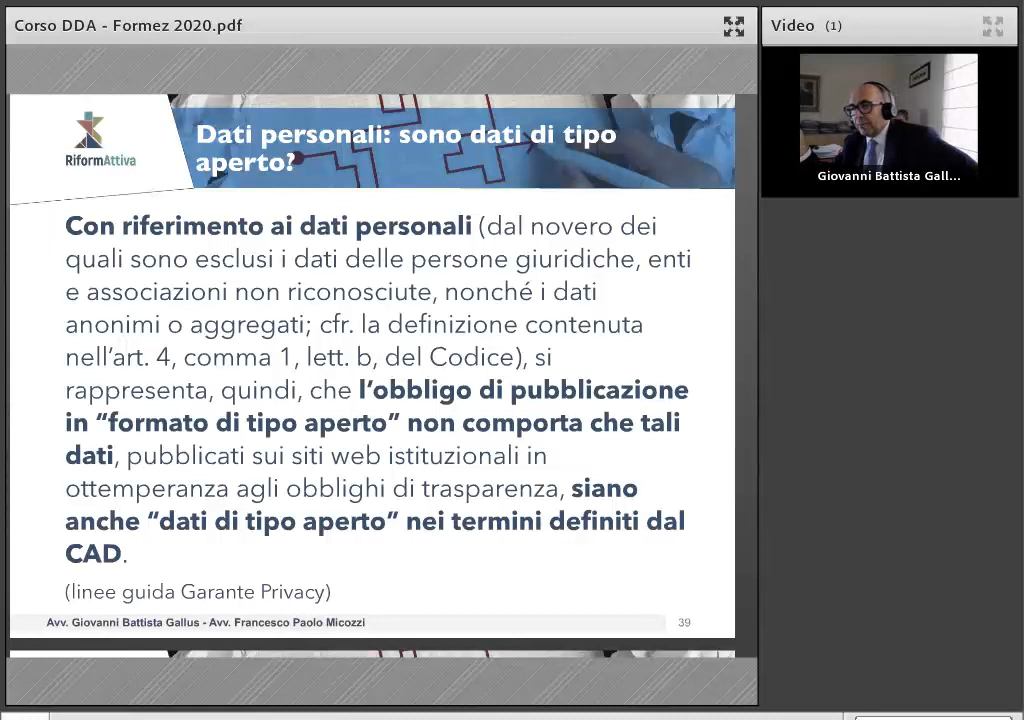 Corso DDA - Formez 2020.pdf
Video (1)
RiformAttiva
Dati personali: sono dati di tipo
aperto?
Con riferimento ai dati personali (dal novero dei
quali sono esclusi i dati delle persone giuridiche, enti
e associazioni non riconosciute, nonché i dati
anonimi o aggregati; cfr. la definizione contenuta
nell’art. 4, comma 1, lett. b, del Codice), si
rappresenta, quindi, che l’obbligo di pubblicazione
in “formato di tipo aperto” non comporta che tali
dati, pubblicati sui siti web istituzionali in
ottemperanza agli obblighi di trasparenza, siano
anche “dati di tipo aperto” nei termini definiti dal
CAD.
(linee guida Garante Privacy)
Avv. Giovanni Battista Gallus - Avv. Francesco Paolo Micozzi
39
Giovanni Battista Gall...